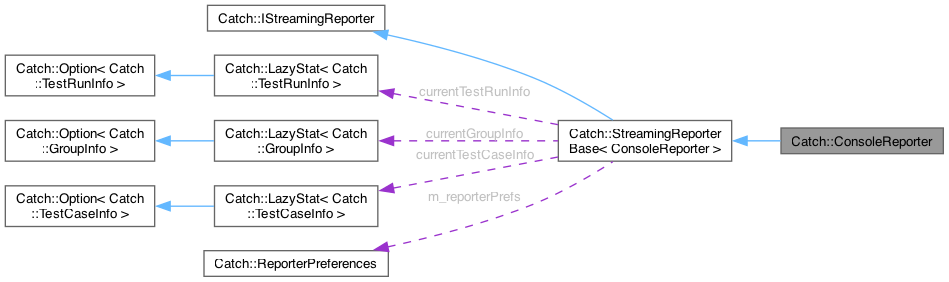 Catch::IStreamingReporter
Catch::Option< Catch
::TestRunInfo >
Catch::LazyStat< Catch
::TestRunInfo >
currentTestRunInfo
Catch::Option< Catch
::GroupInfo >
Catch::LazyStat< Catch
::GroupInfo >
currentGroupInfo
Catch::StreamingReporter
Base< ConsoleReporter >
Catch::ConsoleReporter
currentTestCaseInfo
Catch::Option< Catch
::TestCaseInfo >
Catch::LazyStat< Catch
::TestCaseInfo >
m_reporterPrefs
Catch::ReporterPreferences